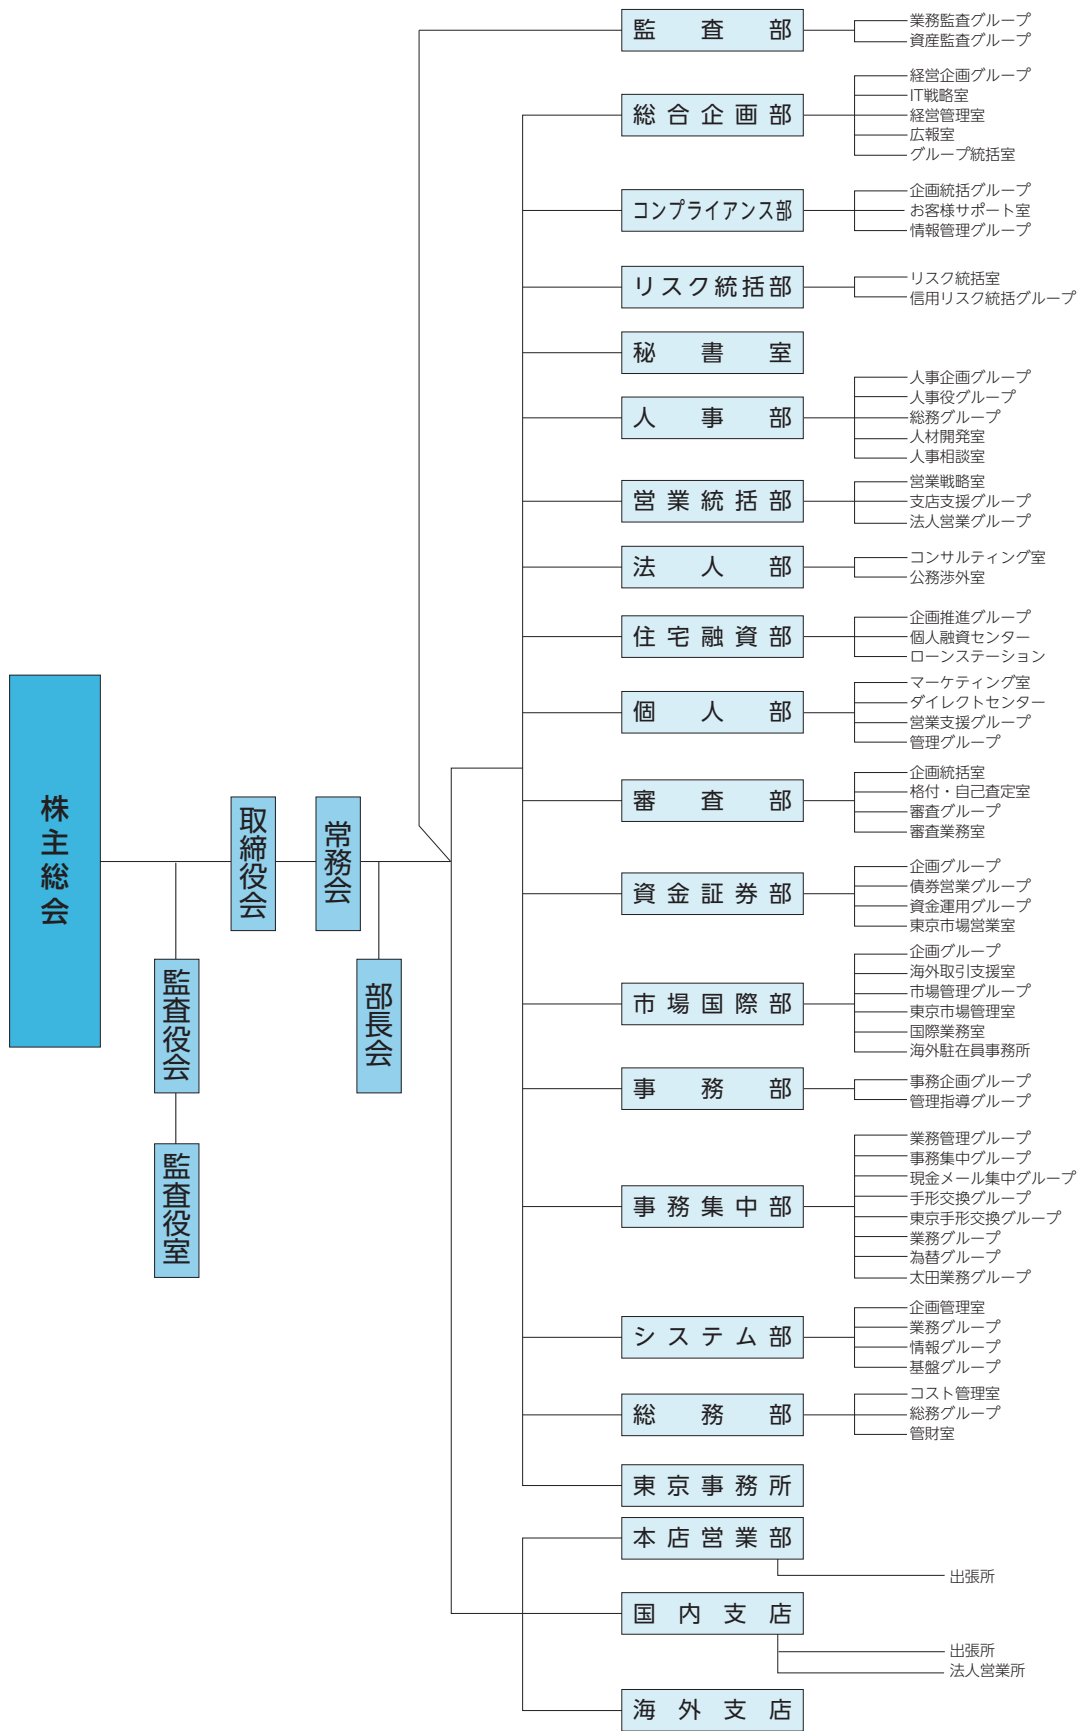 株主総会
取締役会
常務会
監査役会
部長会
監査役室
監査部
業務監査グループ
資産監査グループ
総合企画部
経営企画グループ
IT戦略室
経営管理室
広報室
グループ統括室
コンプライアンス部
企画統括グループ
お客様サポート室
情報管理グループ
リスク統括部
リスク統括室
信用リスク統括グループ
秘書室
人事部
人事企画グループ
人事役グループ
総務グループ
人材開発室
人事相談室
営業統括部
営業戦略室
支店支援グループ
法人営業グループ
法人部
コンサルティング室
公務渉外室
住宅融資部
企画推進グループ
個人融資センター
ローンステーション
個人部
マーケティング室
ダイレクトセンター
営業支援グループ
管理グループ
審査部
企画統括室
格付・自己査定室
審査グループ
審査業務室
資金証券部
企画グループ
債券営業グループ
資金運用グループ
東京市場営業室
市場国際部
企画グループ
海外取引支援室
市場管理グループ
東京市場管理室
国際業務室
海外駐在員事務所
事務部
事務企画グループ
管理指導グループ
事務集中部
業務管理グループ
事務集中グループ
現金メール集中グループ
手形交換グループ
東京手形交換グループ
業務グループ
為替グループ
太田業務グループ
システム部
企画管理室
業務グループ
情報グループ
基盤グループ
総務部
コスト管理室
総務グループ
管財室
東京事務所
本店営業部
出張所
国内支店
出張所
法人営業所
海外支店